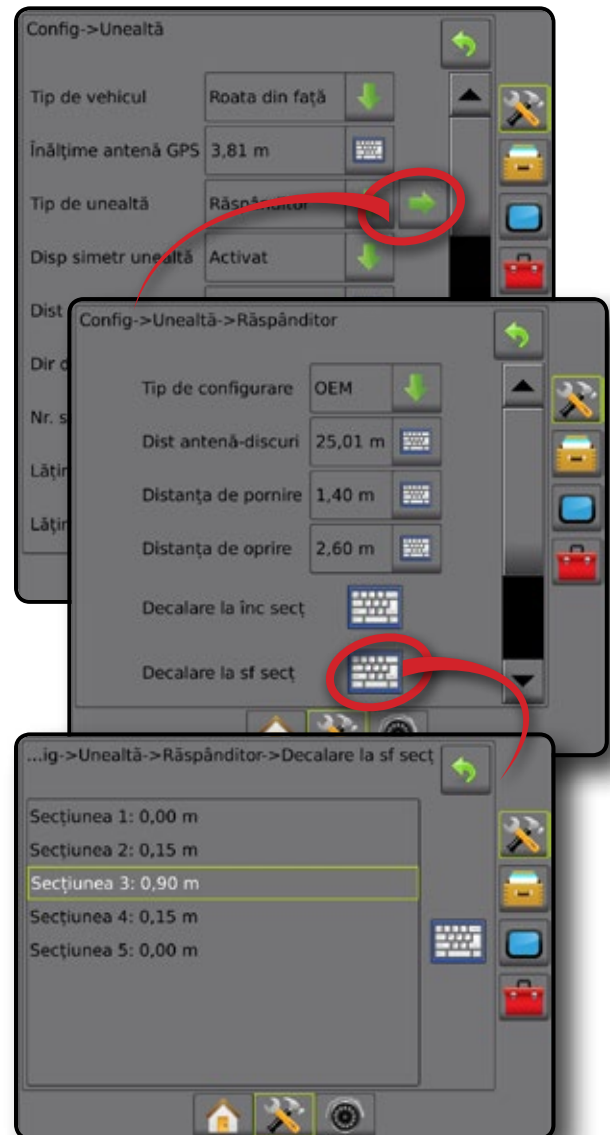 Config->Unealtă
Tip de vehicul Roata din față
Înălțime antenă GPS 3,81 m
Tip de unealtă Răspânditor
Disp simetr unealtă Activat
Dist
Dir
Nr.
Config->Unealtă->Răspânditor
Tip de configurare OEM
Dist antenă-discuri 25,01 m
Distanța de pornire 1,40 m
Distanța de oprire 2,60 m
Decalare la înc secț
Decalare la sf secț
...ig->Unealtă->Răspânditor->Decalare la sf secț
Secțiunea 1: 0,00 m
Secțiunea 2: 0,15 m
Secțiunea 3: 0,90 m
Secțiunea 4: 0,15 m
Secțiunea 5: 0,00 m